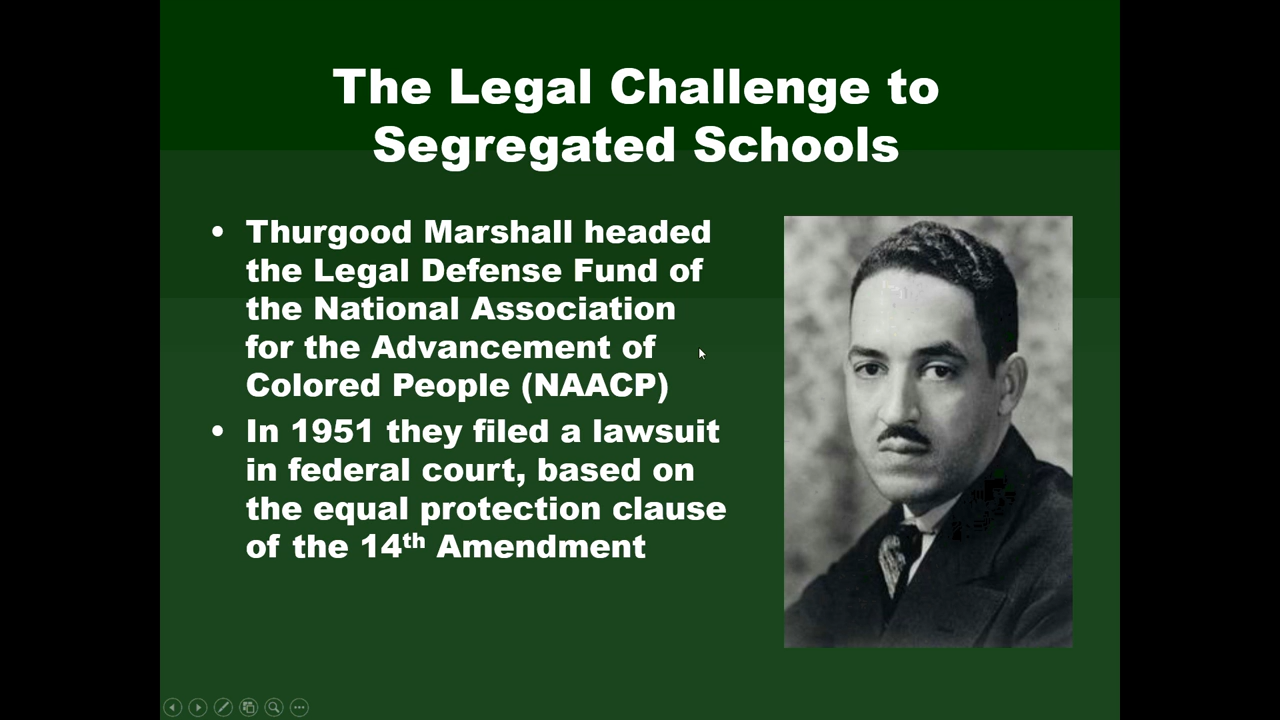 The Legal Challenge to
Segregated Schools
• Thurgood Marshall headed
the Legal Defense Fund of
the National Association
for the Advancement of
Colored People (NAACP)
• In 1951 they filed a lawsuit
in federal court, based on
the equal protection clause
of the 14th Amendment